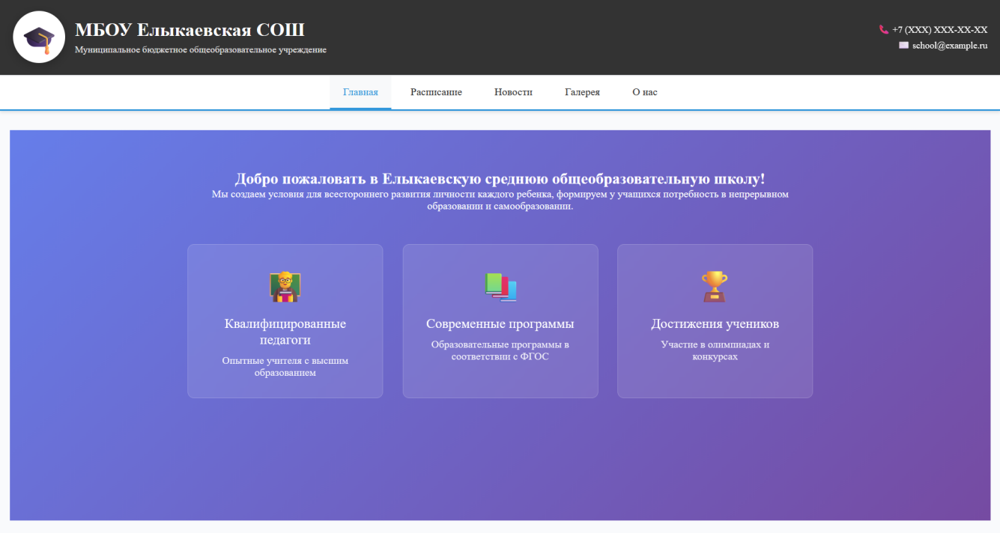 МБОУ Елыкаевская СОШ
Муниципальное бюджетное общеобразовательное учреждение
+7 (XXX) XXX-XX-XX
school@example.ru
Главная
Расписание
Новости
Галерея
О нас
Добро пожаловать в Елыкаевскую среднюю общеобразовательную школу!
Мы создаем условия для всестороннего развития личности каждого ребенка, формируем у учащихся потребность в непрерывном
образовании и самообразовании.
Квалифицированные
педагоги
Опытные учителя с высшим
образованием
Современные программы
Образовательные программы в
соответствии с ФГОС
Достижения учеников
Участие в олимпиадах и
конкурсах